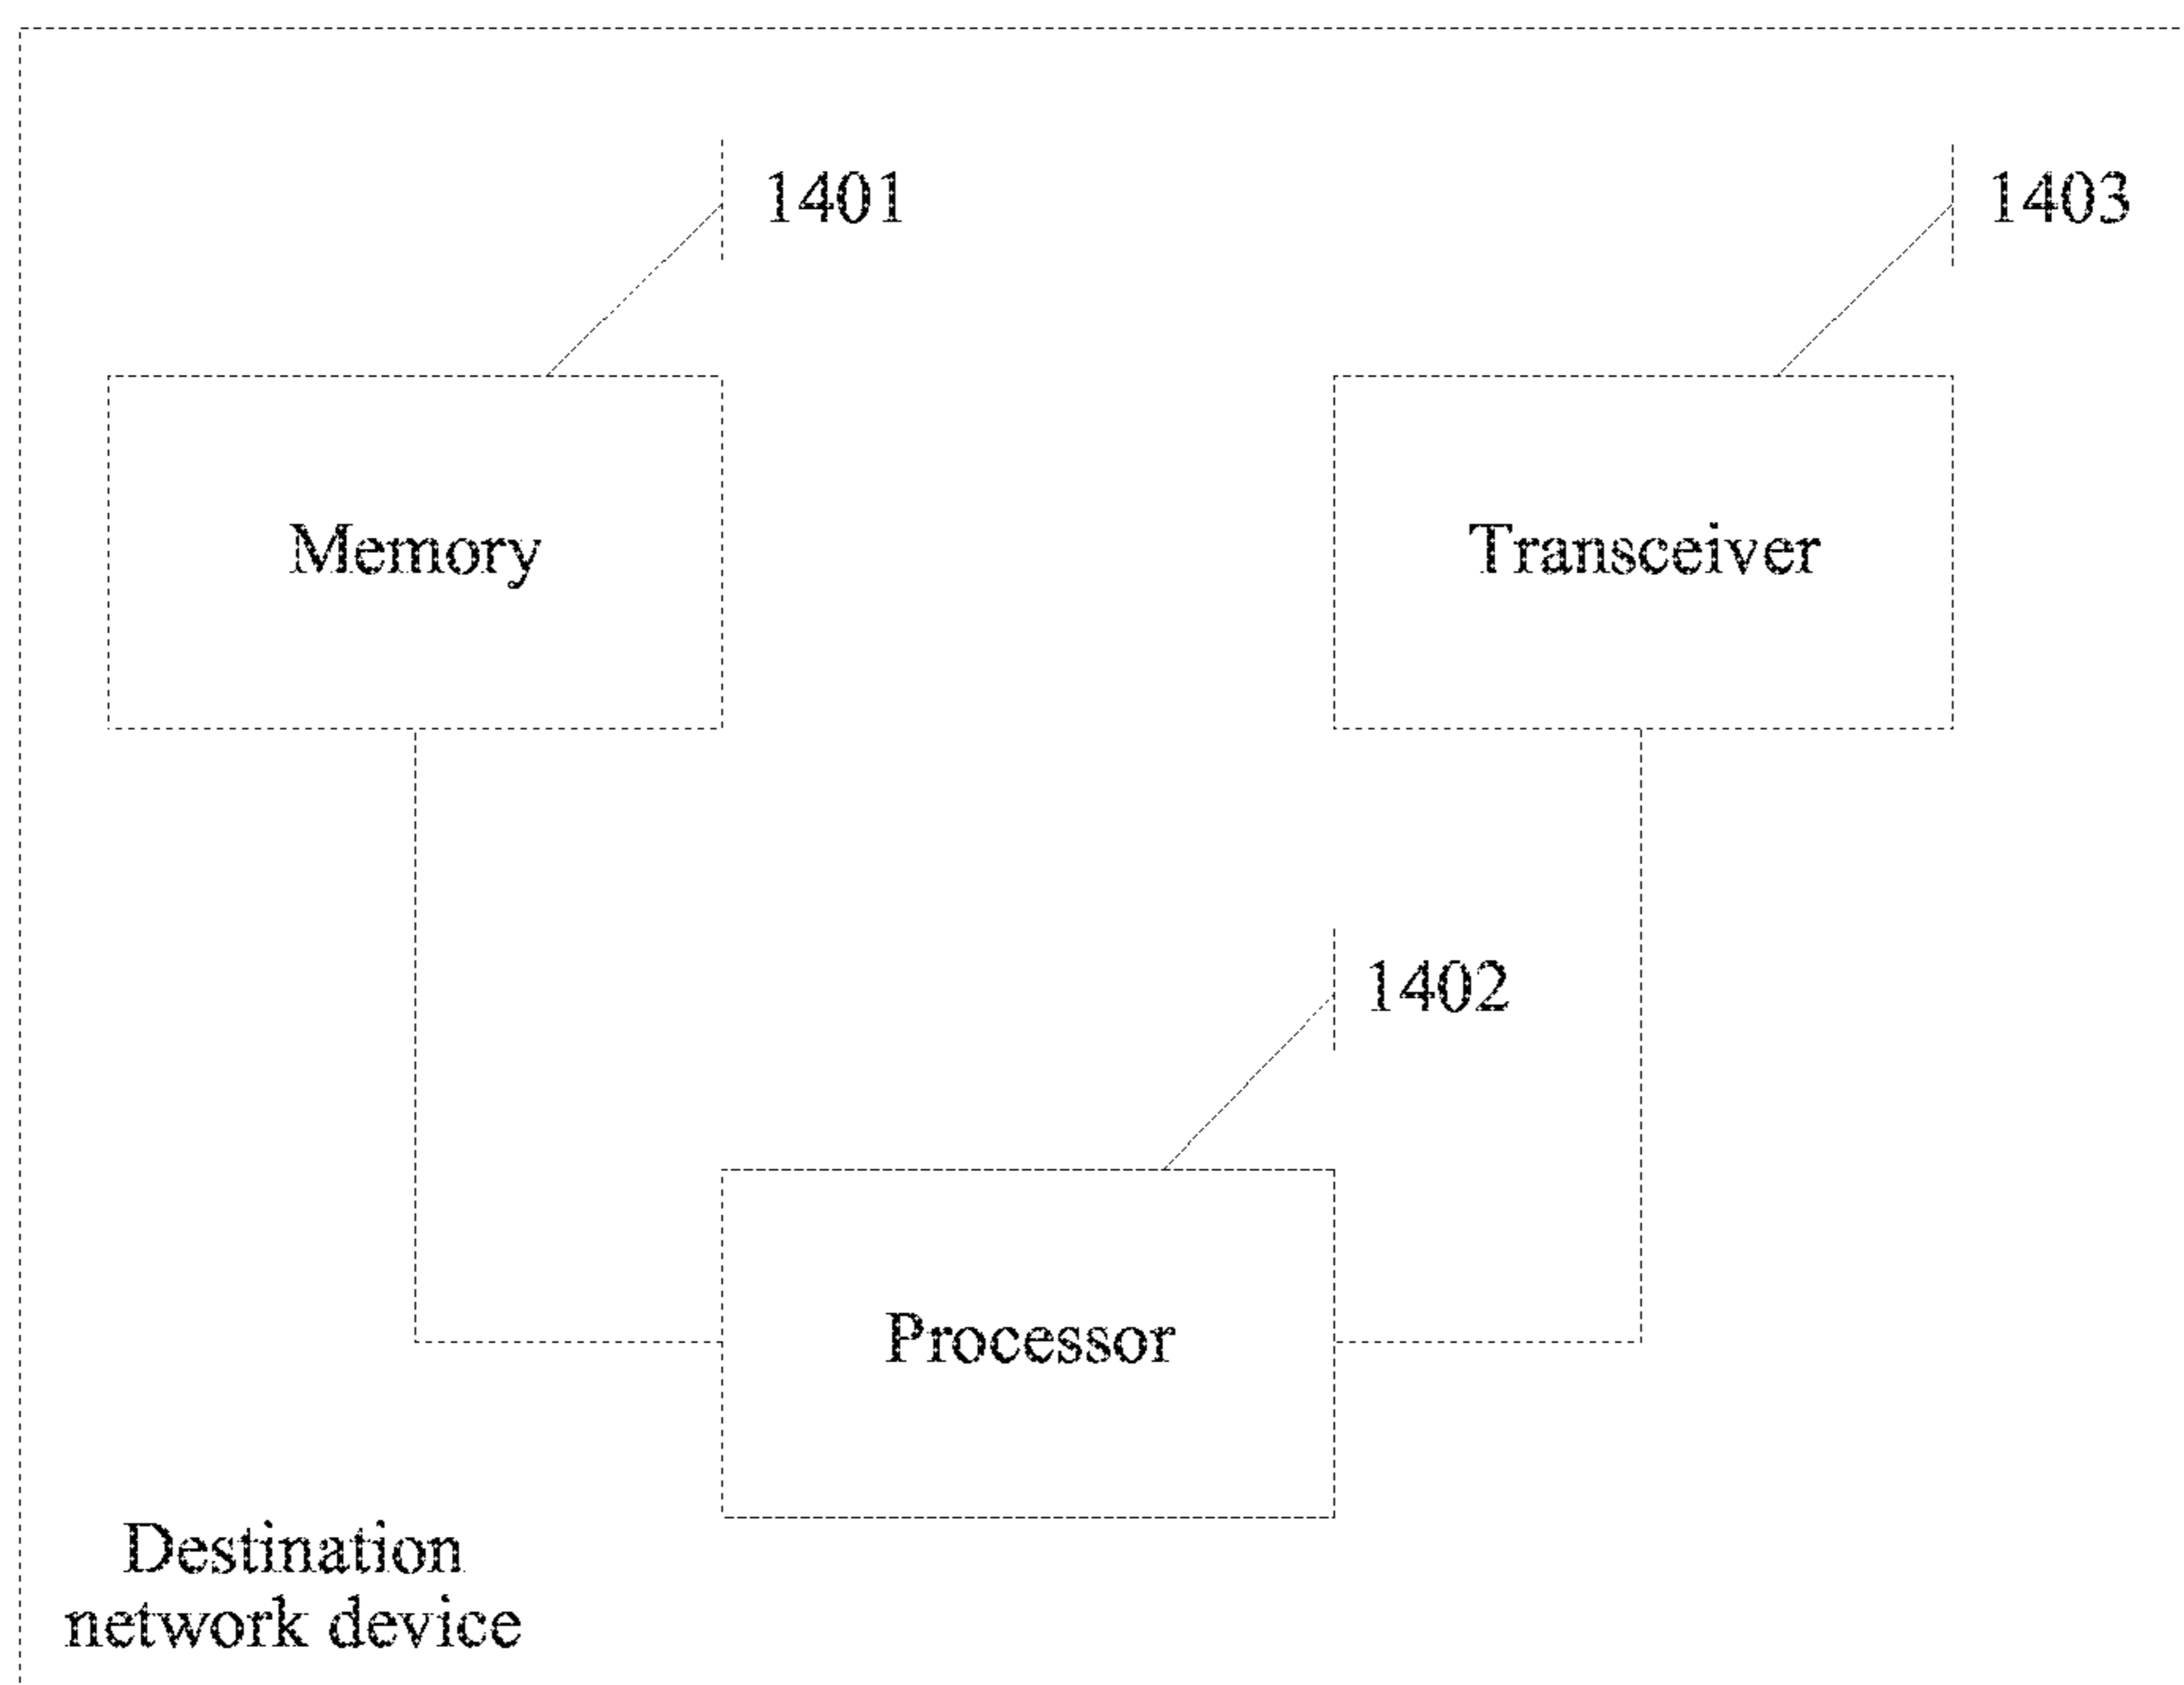 1401
1403
Memory
Transceiver
1402
Processor
Destination
network device